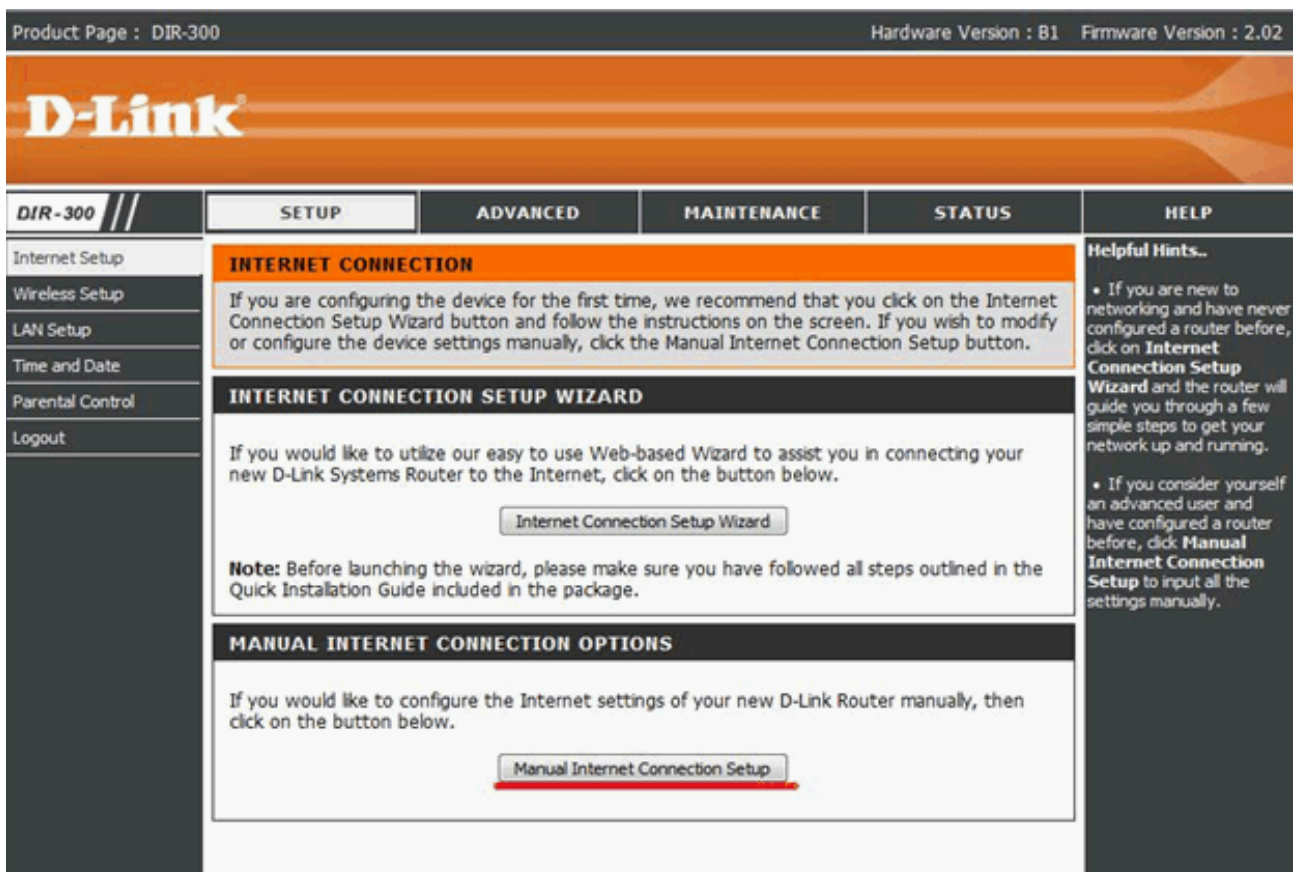 Product Page : DIR-300 Hardware Version : B1 Firmware Version : 2.02
D-Link
DIR-300 SETUP ADVANCED MAINTENANCE STATUS HELP
Internet Setup
Wireless Setup
LAN Setup
Time and Date
Parental Control
Logout
INTERNET CONNECTION
If you are configuring the device for the first time, we recommend that you click on the Internet
Connection Setup Wizard button and follow the instructions on the screen. If you wish to modify
or configure the device settings manually, click the Manual Internet Connection Setup button.
INTERNET CONNECTION SETUP WIZARD
If you would like to utilize our easy to use Web-based Wizard to assist you in connecting your
new D-Link Systems Router to the Internet, click on the button below.
Internet Connection Setup Wizard
Note: Before launching the wizard, please make sure you have followed all steps outlined in the
Quick Installation Guide included in the package.
MANUAL INTERNET CONNECTION OPTIONS
If you would like to configure the Internet settings of your new D-Link Router manually, then
click on the button below.
Manual Internet Connection Setup
Helpful Hints..
• If you are new to
networking and have never
configured a router before,
click on Internet
Connection Setup
Wizard and the router will
guide you through a few
simple steps to get your
network up and running.
• If you consider yourself
an advanced user and
have configured a router
before, click Manual
Internet Connection
Setup to input all the
settings manually.